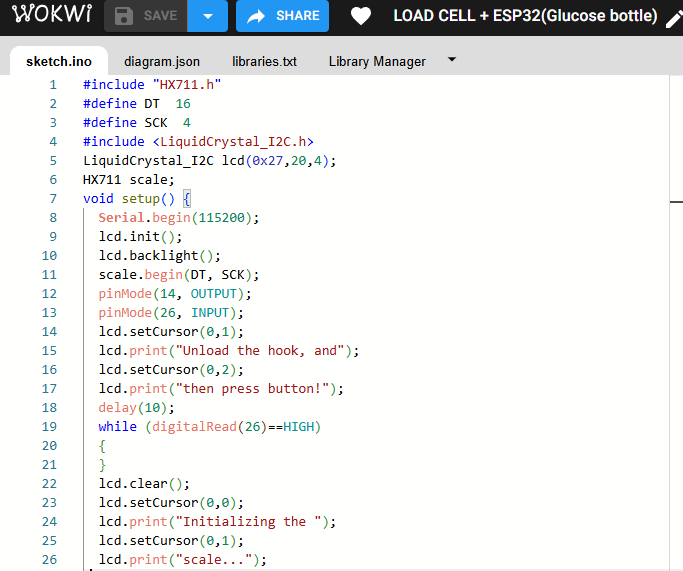 WOKWI SAVE SHARE LOAD CELL + ESP32(Glucose bottle)
sketch.ino diagram.json libraries.txt Library Manager
1 #include "HX711.h"
2 #define DT  16
3 #define SCK  4
4 #include <LiquidCrystal_I2C.h>
5 LiquidCrystal_I2C lcd(0x27,20,4);
6 HX711 scale;
7 void setup() {
8   Serial.begin(115200);
9   lcd.init();
10   lcd.backlight();
11   scale.begin(DT, SCK);
12   pinMode(14, OUTPUT);
13   pinMode(26, INPUT);
14   lcd.setCursor(0,1);
15   lcd.print("Unload the hook, and");
16   lcd.setCursor(0,2);
17   lcd.print("then press button!");
18   delay(10);
19   while (digitalRead(26)==HIGH)
20   {
21   }
22   lcd.clear();
23   lcd.setCursor(0,0);
24   lcd.print("Initializing the ");
25   lcd.setCursor(0,1);
26   lcd.print("scale...");